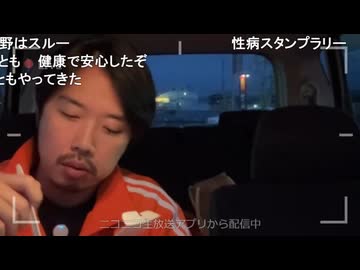 野はスルー
性病スタンプラリー
とも 健康で安心したぞ
ともやってきた
ニコニコ生放送アプリから配信中